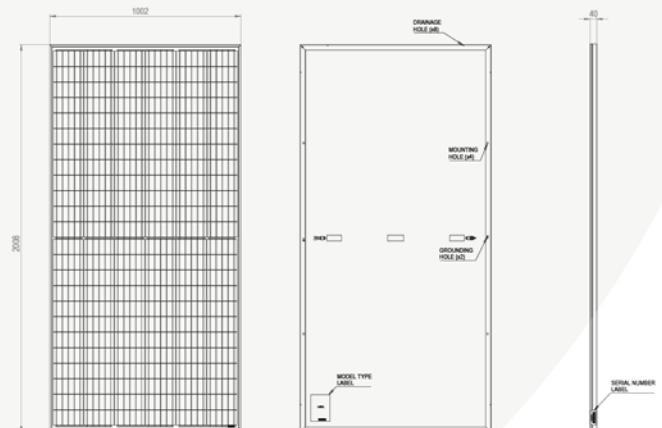 1002
2008
DRAINAGE
HOLE (x8)
MOUNTING
HOLE (x4)
GROUNDING
HOLE (x2)
MODEL TYPE
LABEL
40
SERIAL NUMBER
LABEL